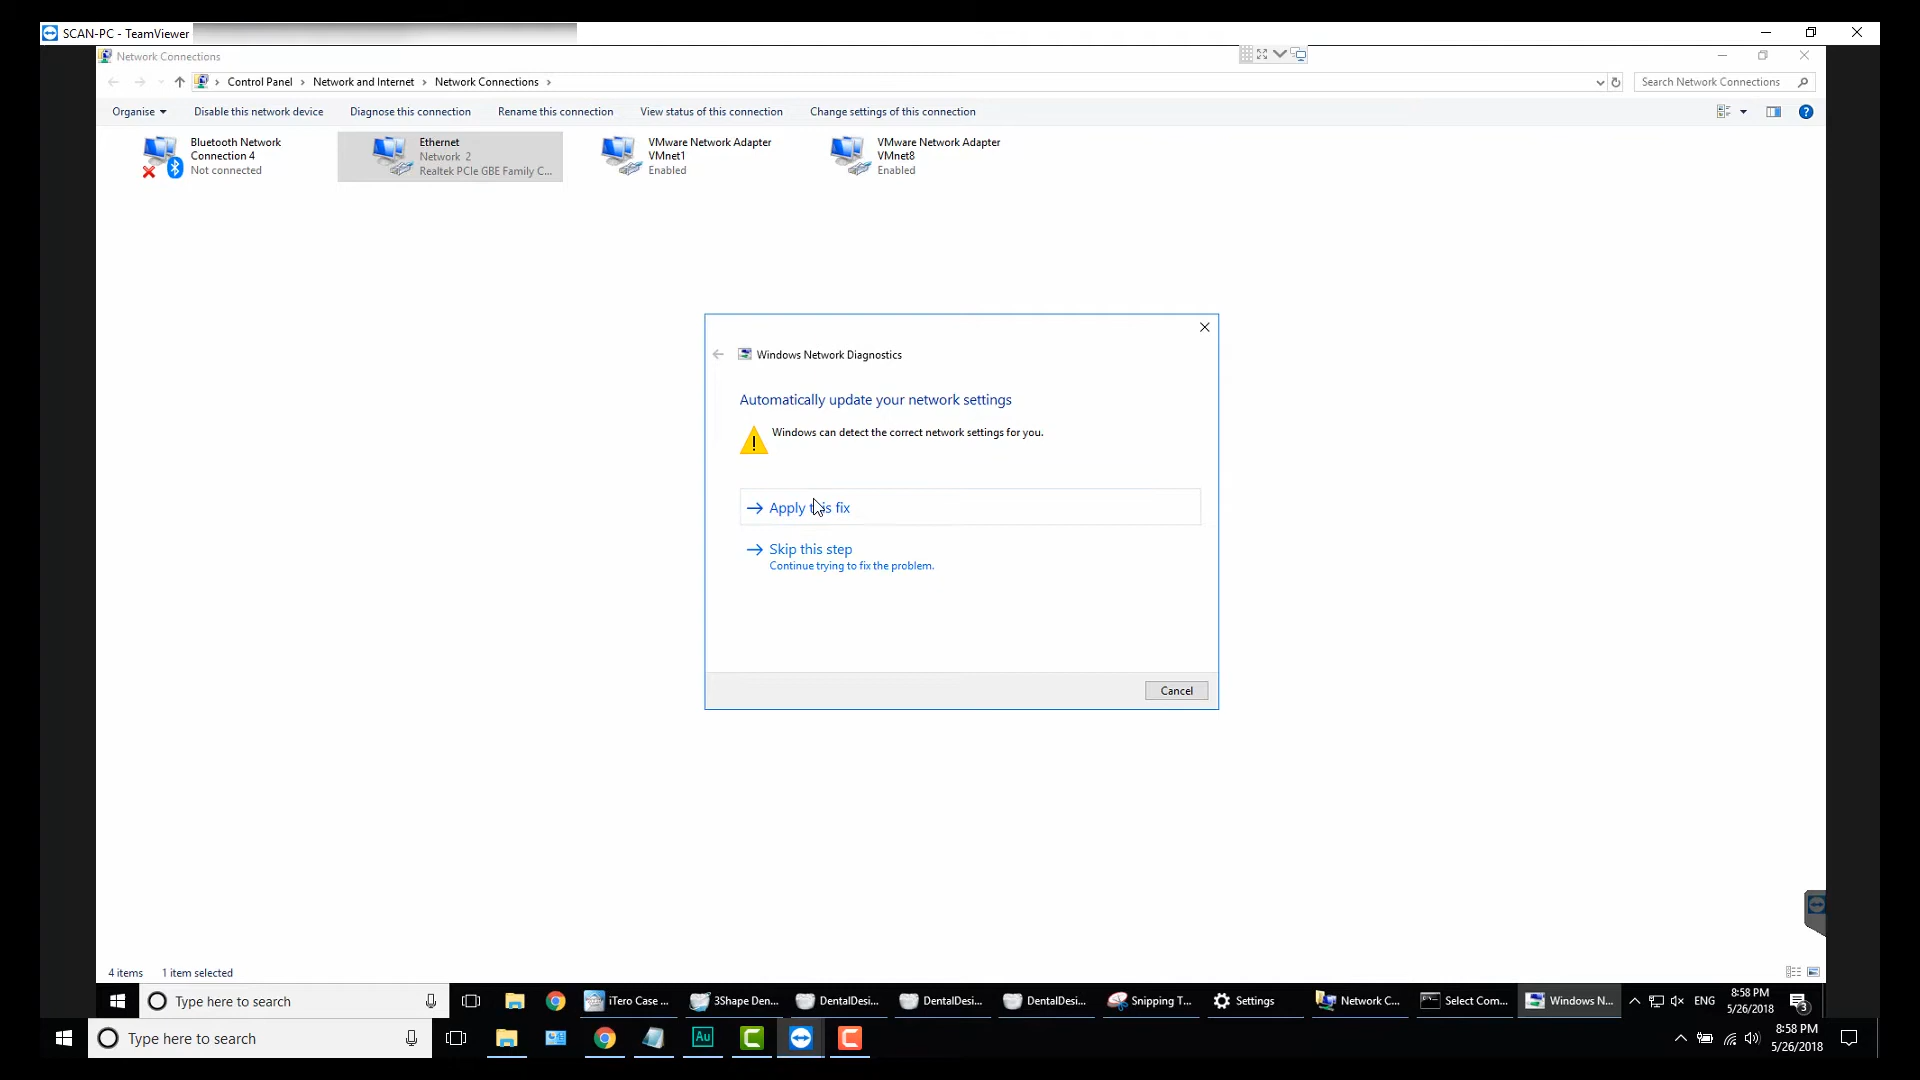 SCAN-PC - TeamViewer
Network Connections
Control Panel > Network and Internet > Network Connections >
Search Network Connections
Organise
Disable this network device
Diagnose this connection
Rename this connection
View status of this connection
Change settings of this connection
Bluetooth Network
Connection 4
Not connected
Ethernet
Network 2
Realtek PCIe GBE Family C...
VMware Network Adapter
VMnet1
Enabled
VMware Network Adapter
VMnet8
Enabled
Windows Network Diagnostics
Automatically update your network settings
Windows can detect the correct network settings for you.
Apply this fix
Skip this step
Continue trying to fix the problem.
Cancel
4 items
1 item selected
Type here to search
iTero Case ...
3Shape Den...
DentalDesi...
DentalDesi...
DentalDesi...
Snipping T...
Settings
Network C...
Select Com...
Windows N...
ENG
8:58 PM
5/26/2018
3
Type here to search
Au
8:58 PM
5/26/2018